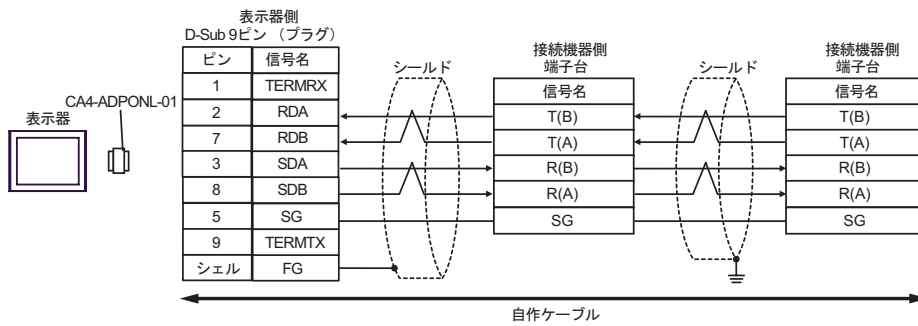 表示器側
D-Sub 9ピン （プラグ）
ピン 信号名
1 TERMRX
2 RDA
7 RDB
3 SDA
8 SDB
5 SG
9 TERMTX
シェル FG
CA4-ADPONL-01
表示器
シールド
接続機器側
端子台
信号名
T(B)
T(A)
R(B)
R(A)
SG
シールド
接続機器側
端子台
信号名
T(B)
T(A)
R(B)
R(A)
SG
自作ケーブル